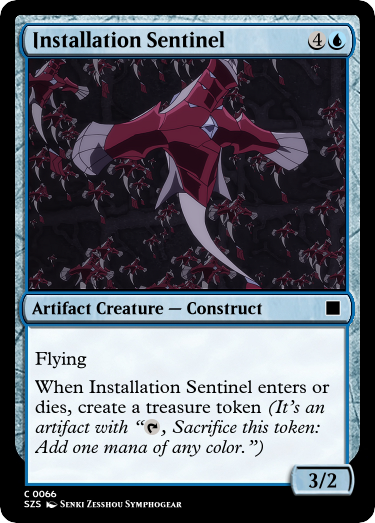 Installation Sentinel 4
Artifact Creature — Construct
Flying
When Installation Sentinel enters or
dies, create a treasure token (It's an
artifact with “, Sacrifice this token:
Add one mana of any color.”)
3/2
C 0066
SZS Senki Zesshou Symphogear